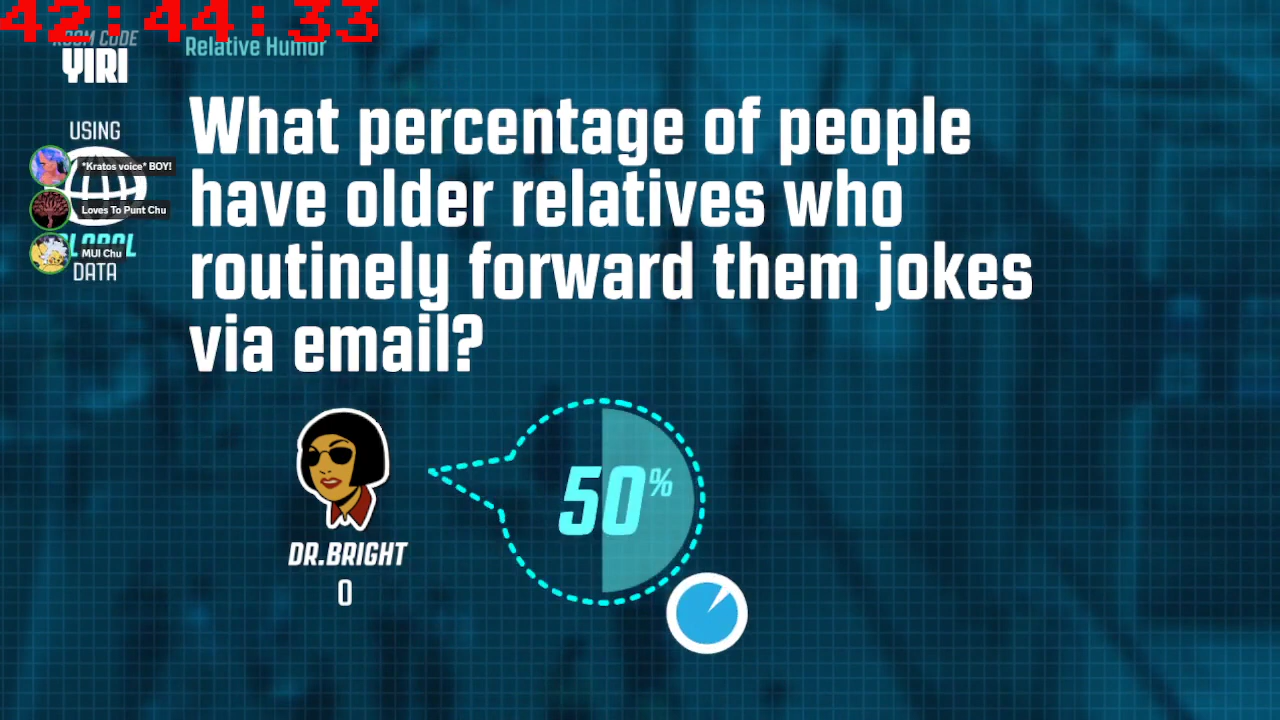 42:44:33
ROOM CODE
YIRI
Relative Humor
What percentage of people
have older relatives who
routinely forward them jokes
via email?
USING
*Kratos voice* BOY!
Loves To Punt Chu
GLOBAL
MUI Chu
DATA
50%
DR.BRIGHT
0